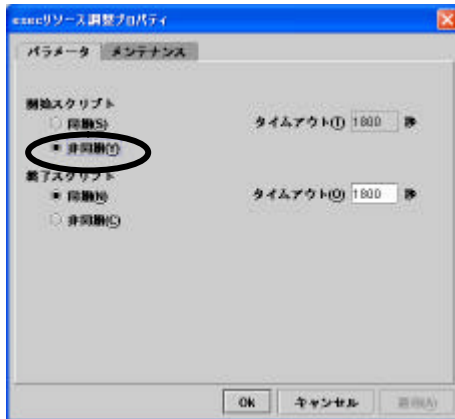 execリソース調整プロパティ
パラメータ メンテナンス
開始スクリプト
同期(S) タイムアウト(T) 1800 秒
非同期(Y)
終了スクリプト
同期(N) タイムアウト(O) 1800 秒
非同期(C)
OK キャンセル 適用(A)